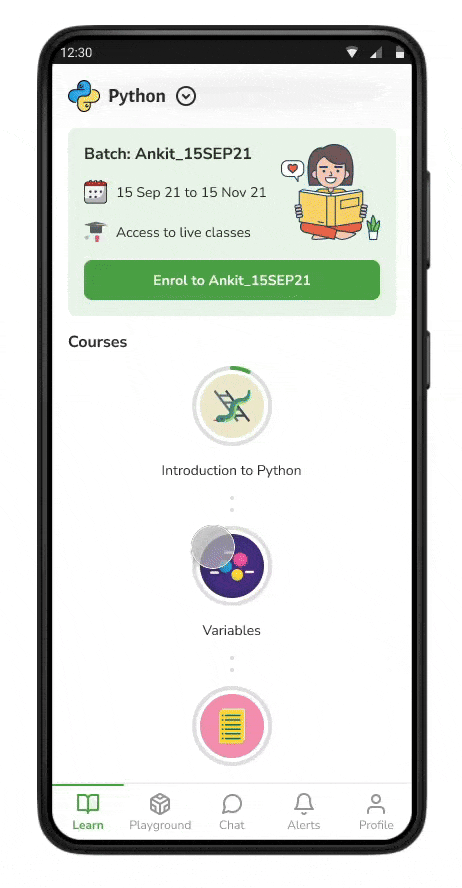 12:30
Python
Batch: Ankit_15SEP21
15 Sep 21 to 15 Nov 21
Access to live classes
Enrol to Ankit_15SEP21
Courses
Introduction to Python
Variables
Learn
Playground
Chat
Alerts
Profile